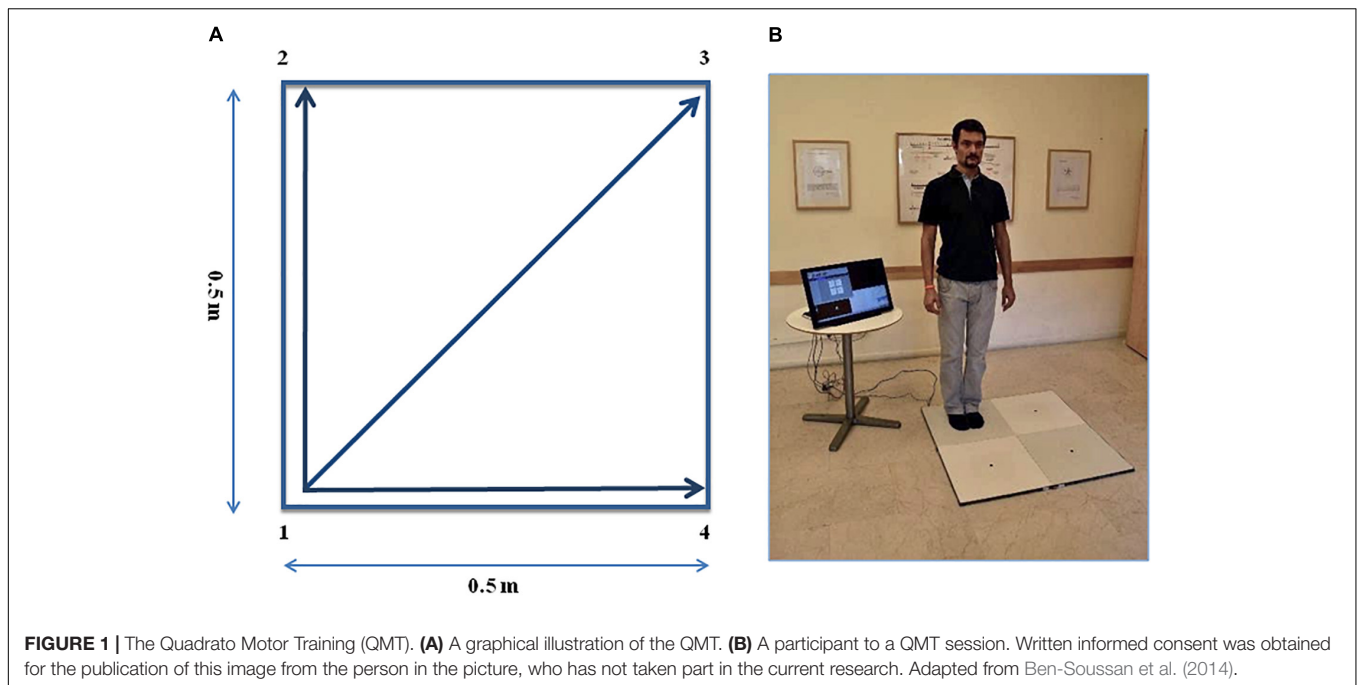 A
B
2
3
0.5 m
1
4
0.5 m
FIGURE 1 | The Quadrato Motor Training (QMT). (A) A graphical illustration of the QMT. (B) A participant to a QMT session. Written informed consent was obtained
for the publication of this image from the person in the picture, who has not taken part in the current research. Adapted from Ben-Soussan et al. (2014).